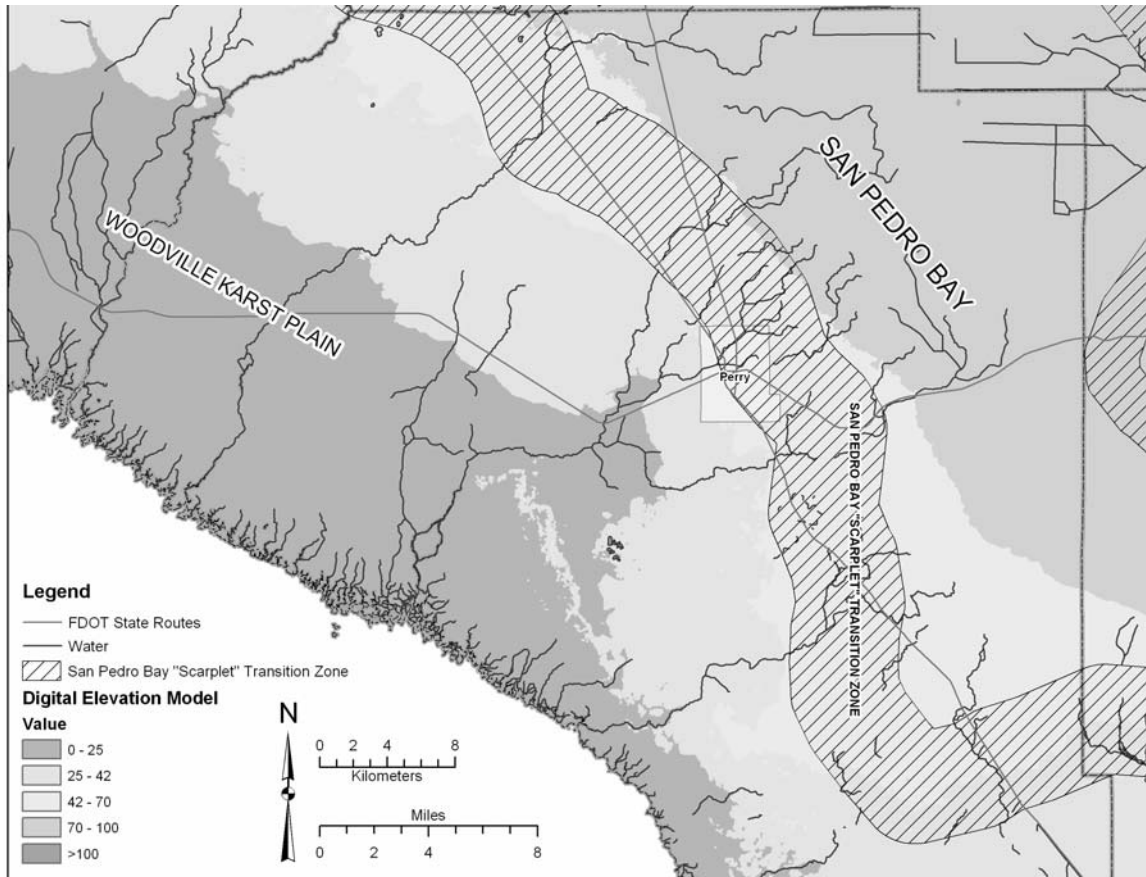 SAN PEDRO BAY
WOODVILLE KARST PLAIN
Perry
SAN PEDRO BAY "SCARPLET" TRANSITION ZONE
Legend
FDOT State Routes
Water
San Pedro Bay "Scarplet" Transition Zone
Digital Elevation Model
Value
0 - 25
25 - 42
42 - 70
70 - 100
>100
N
0 2 4 8
Kilometers
Miles
0 2 4 8